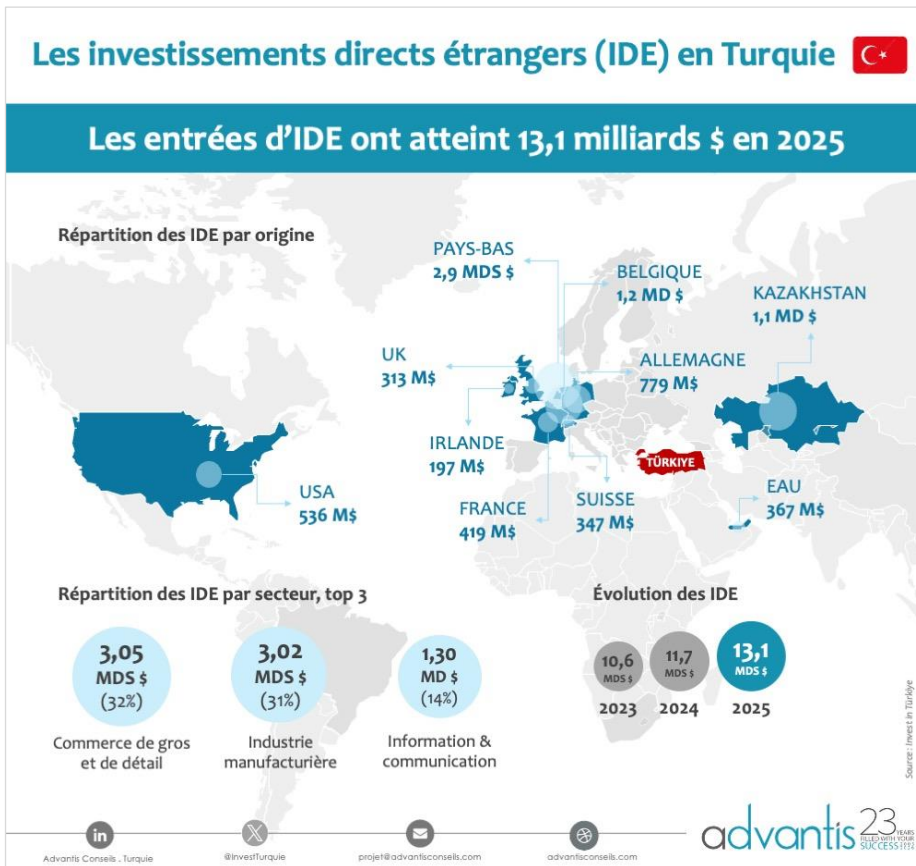 Les investissements directs étrangers (IDE) en Turquie
Les entrées d'IDE ont atteint 13,1 milliards $ en 2025
Répartition des IDE par origine
PAYS-BAS
2,9 MDS $
BELGIQUE
1,2 MD $
KAZAKHSTAN
1,1 MD $
UK
313 M$
ALLEMAGNE
779 M$
IRLANDE
197 M$
TÜRKIYE
USA
536 M$
FRANCE
419 M$
SUISSE
347 M$
EAU
367 M$
Répartition des IDE par secteur, top 3
3,05
MDS $
(32%)
Commerce de gros
et de détail
3,02
MDS $
(31%)
Industrie
manufacturière
1,30
MD $
(14%)
Information &
communication
Évolution des IDE
10,6
MDS $
2023
11,7
MDS $
2024
13,1
MDS $
2025
Source : Invest in Türkiye
in
Advantis Conseils . Turquie
@InvestTurquie
projet@advantisconseils.com
advantisconseils.com
advantis
23 YEARS
FILLED WITH YOUR
SUCCESS